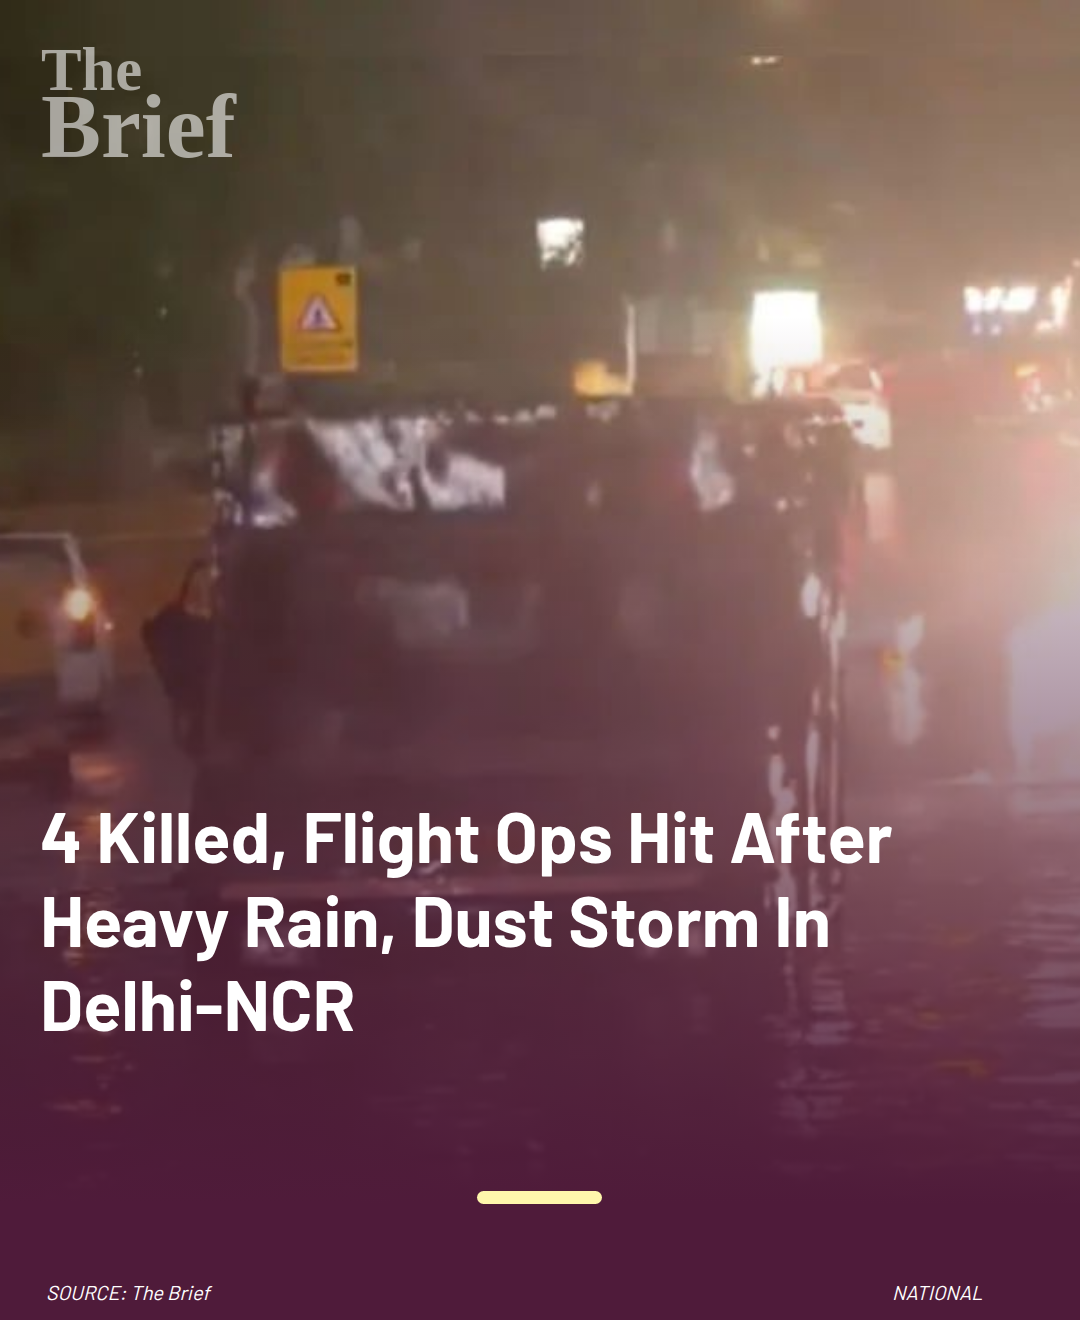 The
Brief
4 Killed, Flight Ops Hit After
Heavy Rain, Dust Storm In
Delhi-NCR
SOURCE: The Brief
NATIONAL